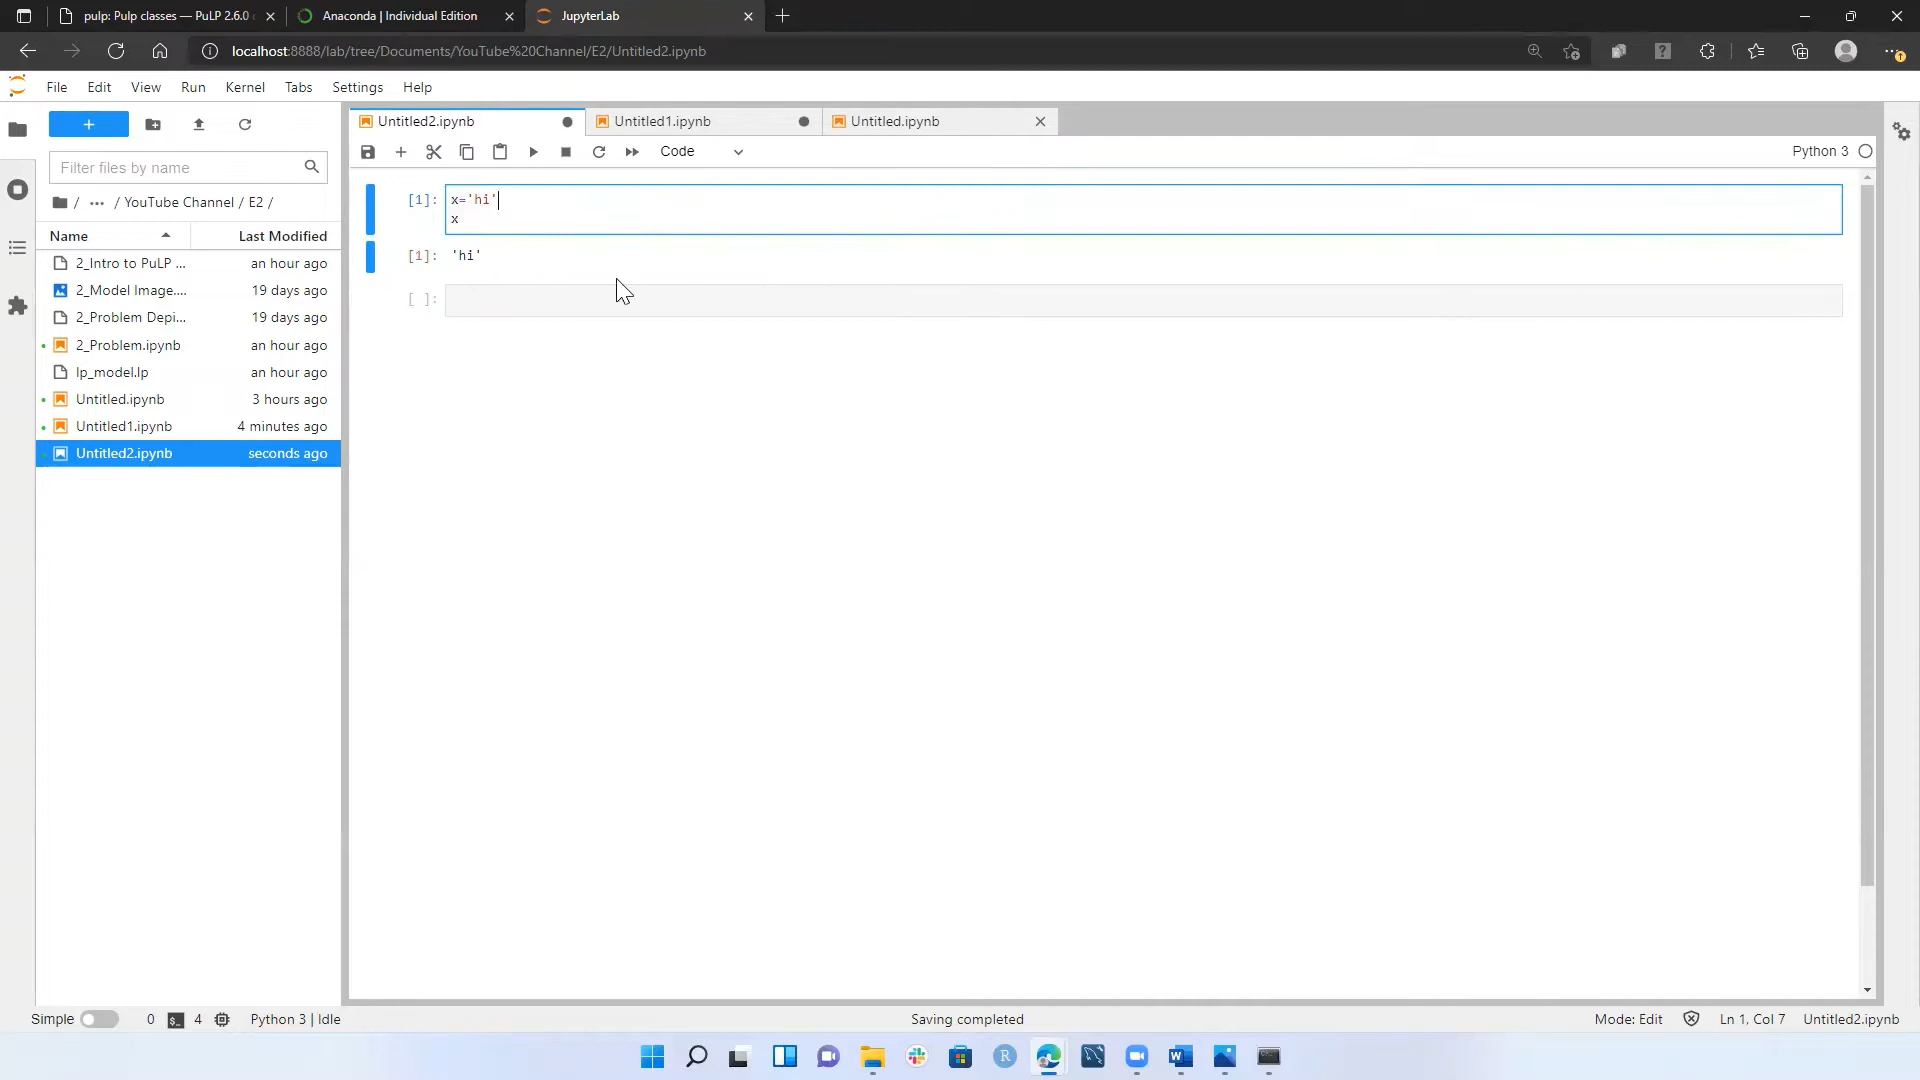 pulp: Pulp classes — PuLP 2.6.0
Anaconda | Individual Edition
JupyterLab
localhost:8888/lab/tree/Documents/YouTube%20Channel/E2/Untitled2.ipynb
File Edit View Run Kernel Tabs Settings Help
Untitled2.ipynb
Untitled1.ipynb
Untitled.ipynb
Code
Python 3
Filter files by name
/ ... / YouTube Channel / E2 /
Name Last Modified
2_Intro to PuLP ... an hour ago
2_Model Image.... 19 days ago
2_Problem Depi... 19 days ago
2_Problem.ipynb an hour ago
lp_model.lp an hour ago
Untitled.ipynb 3 hours ago
Untitled1.ipynb 4 minutes ago
Untitled2.ipynb seconds ago
[1]: x='hi'
x
[1]: 'hi'
[ ]:
Simple 0 $_ 4 Python 3 | Idle
Saving completed
Mode: Edit Ln 1, Col 7 Untitled2.ipynb
R